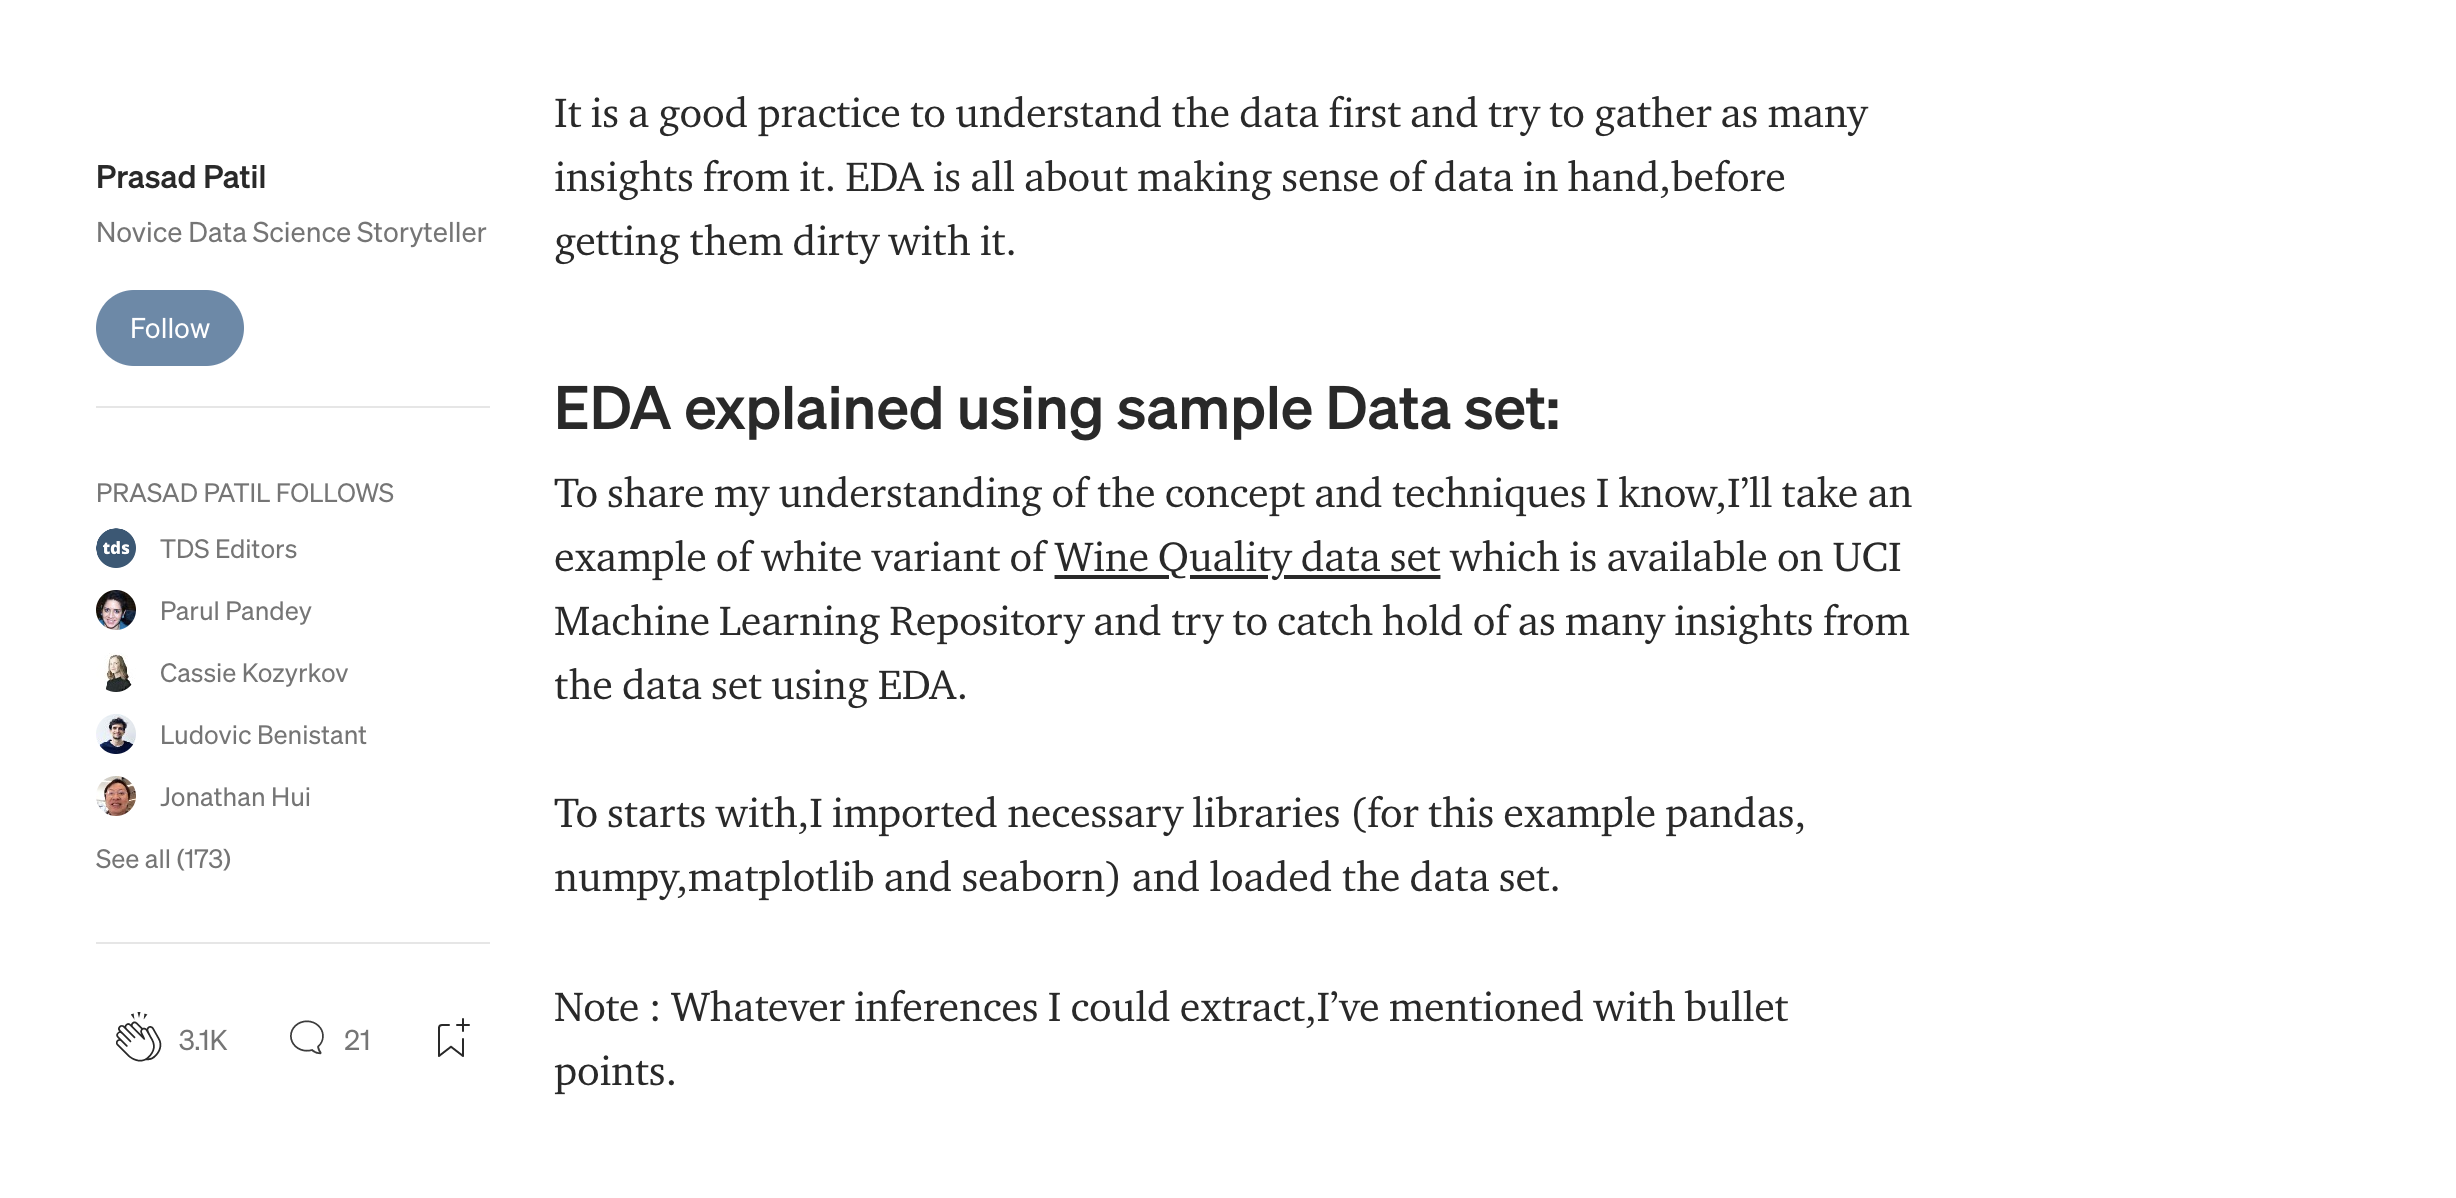 Prasad Patil
Novice Data Science Storyteller
Follow
PRASAD PATIL FOLLOWS
tds
TDS Editors
Parul Pandey
Cassie Kozyrkov
Ludovic Benistant
Jonathan Hui
See all (173)
3.1K
21
It is a good practice to understand the data first and try to gather as many
insights from it. EDA is all about making sense of data in hand,before
getting them dirty with it.
EDA explained using sample Data set:
To share my understanding of the concept and techniques I know,I’ll take an
example of white variant of Wine Quality data set which is available on UCI
Machine Learning Repository and try to catch hold of as many insights from
the data set using EDA.
To starts with,I imported necessary libraries (for this example pandas,
numpy,matplotlib and seaborn) and loaded the data set.
Note : Whatever inferences I could extract,I’ve mentioned with bullet
points.